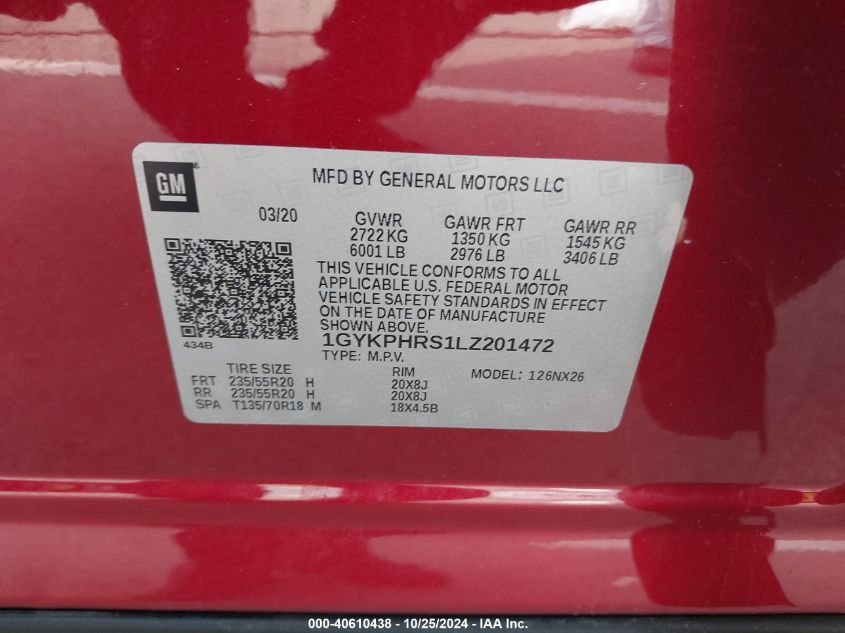 GM
MFD BY GENERAL MOTORS LLC
03/20
GVWR GAWR FRT GAWR RR
2722 KG 1350 KG 1545 KG
6001 LB 2976 LB 3406 LB
THIS VEHICLE CONFORMS TO ALL
APPLICABLE U.S. FEDERAL MOTOR
VEHICLE SAFETY STANDARDS IN EFFECT
ON THE DATE OF MANUFACTURE
SHOWN ABOVE.
434B
1GYKPHRS1LZ201472
TYPE: M.P.V.
TIRE SIZE RIM MODEL: 126NX26
FRT 235/55R20 H 20X8J
RR 235/55R20 H 20X8J
SPA T135/70R18 M 18X4.5B
000-40610438 - 10/25/2024 - IAA Inc.